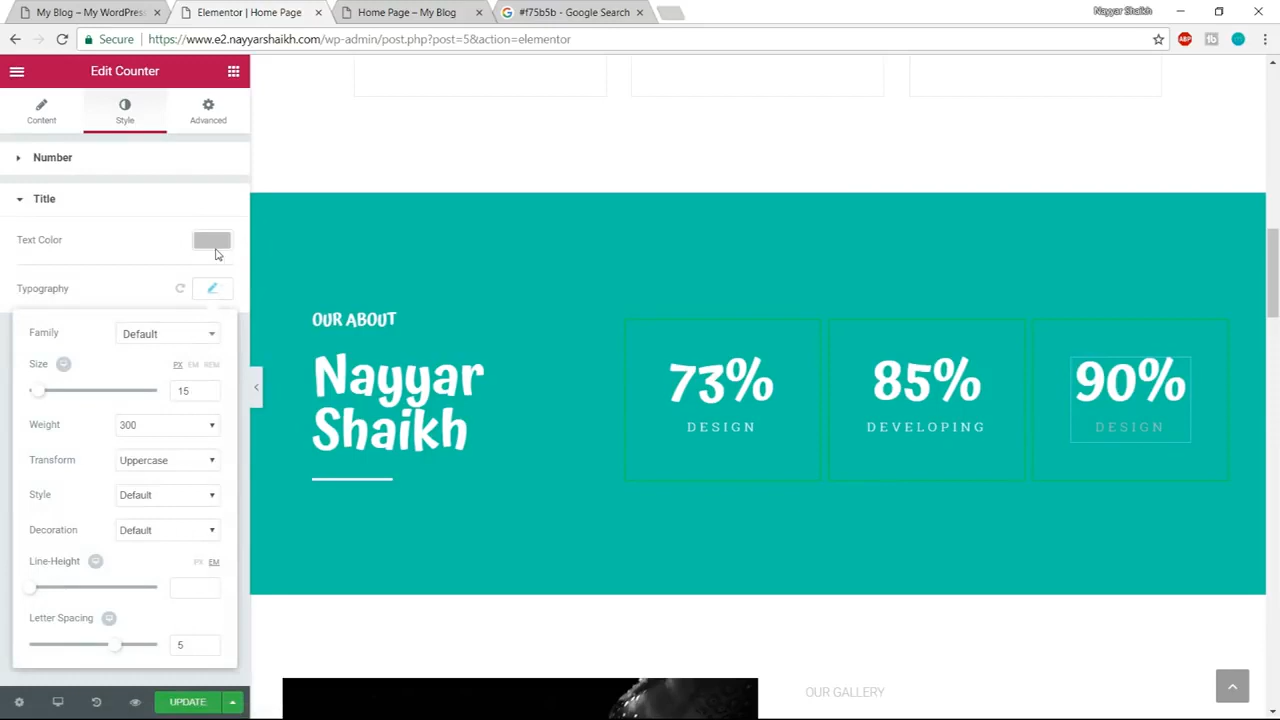 My Blog – My WordPress
Elementor | Home Page
Home Page – My Blog
#f75b5b - Google Search
Nayyar Shaikh
Secure
https://www.e2.nayyarshaikh.com/wp-admin/post.php?post=5&action=elementor
ABP
Edit Counter
Content
Style
Advanced
Number
Title
Text Color
Typography
Family
Default
Size
PX EM REM
15
Weight
300
Transform
Uppercase
Style
Default
Decoration
Default
Line-Height
PX EM
Letter Spacing
5
UPDATE
OUR ABOUT
Nayyar
Shaikh
73%
DESIGN
85%
DEVELOPING
90%
DESIGN
OUR GALLERY